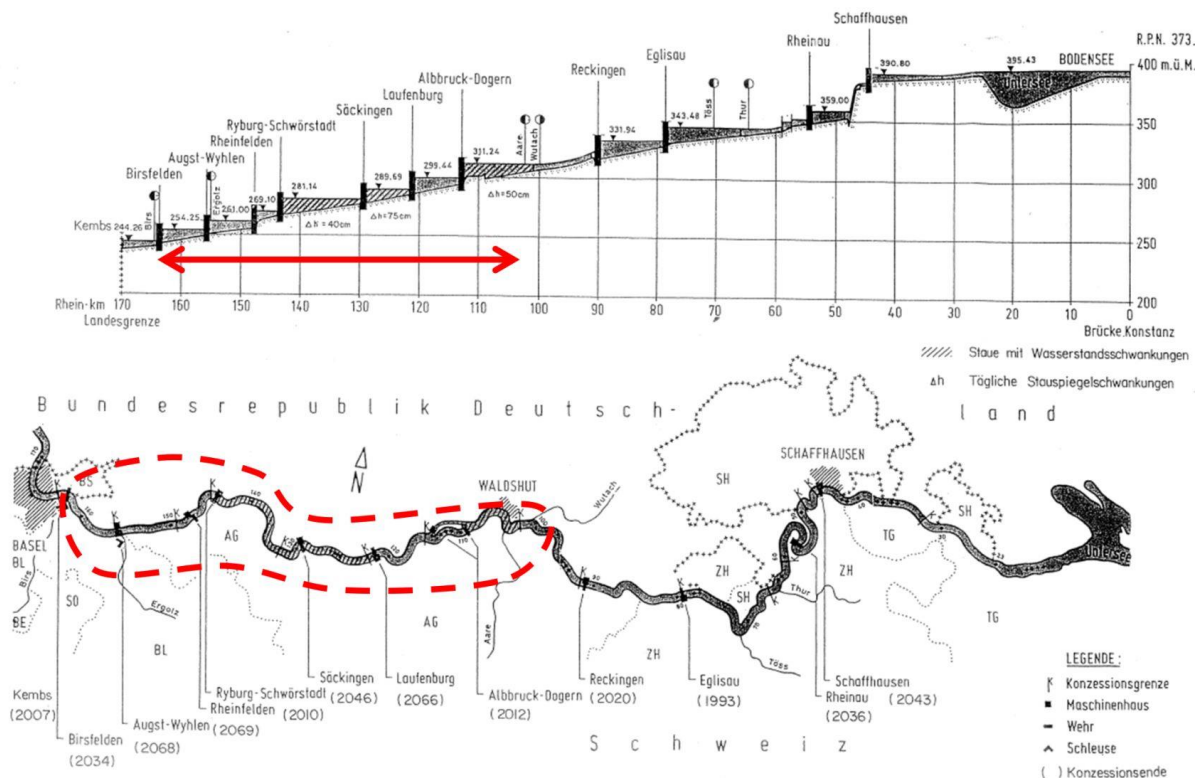 Schaffhausen
R.P.N. 373.
Rheinau
390.80
395.43
BODENSEE
400 m.ü.M.
Untersee
Eglisau
Reckingen
Töss
Thur
359.00
350
Albbruck-Dogern
Laufenburg
Säckingen
Aare
Wutach
343.48
331.94
Ryburg-Schwörstadt
Rheinfelden
Augst-Wyhlen
Birsfelden
311.24
299.44
289.69
281.14
269.10
261.00
254.25
Kembs 244.26
Birs
Ergolz
Δh=50cm
Δh=75cm
Δh = 40cm
300
250
200
Rhein-km 170 160 150 140 130 120 110 100 90 80 70 60 50 40 30 20 10 0
Landesgrenze
Brücke.Konstanz
Staue mit Wasserstandsschwankungen
Δh Tägliche Stauspiegelschwankungen
Bundesrepublik Deutsch-land
N
BS
WALDSHUT
Wutach
SH
SCHAFFHAUSEN
SH
BASEL
BL
Birs
SO
BE
AG
Ergolz
BL
AG
Aare
ZH
SH
ZH
Töss
Thur
ZH
TG
TG
Untersee
Kembs
(2007)
Birsfelden
(2034)
Augst-Wyhlen
(2068)
Ryburg-Schwörstadt
(2010)
Rheinfelden
(2069)
Säckingen
(2046)
Laufenburg
(2066)
Albbruck-Dogern
(2012)
Reckingen
(2020)
Eglisau
(1993)
Schaffhausen
(2043)
Rheinau
(2036)
Schweiz
LEGENDE:
K Konzessionsgrenze
Maschinenhaus
Wehr
Schleuse
( ) Konzessionsende